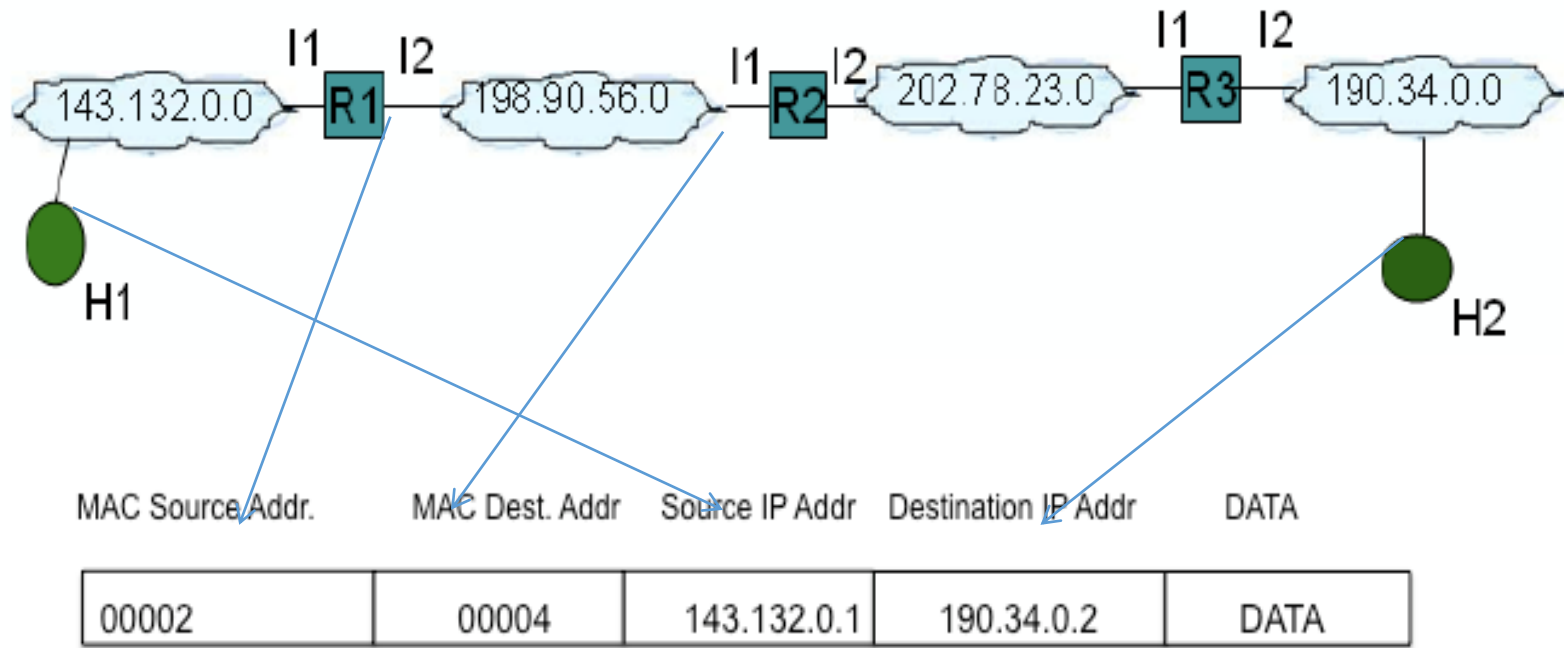 I1 I2 I1 I2 I1 I2
143.132.0.0 R1 198.90.56.0 R2 202.78.23.0 R3 190.34.0.0
H1 H2
MAC Source Addr. MAC Dest. Addr Source IP Addr Destination IP Addr DATA
00002 00004 143.132.0.1 190.34.0.2 DATA